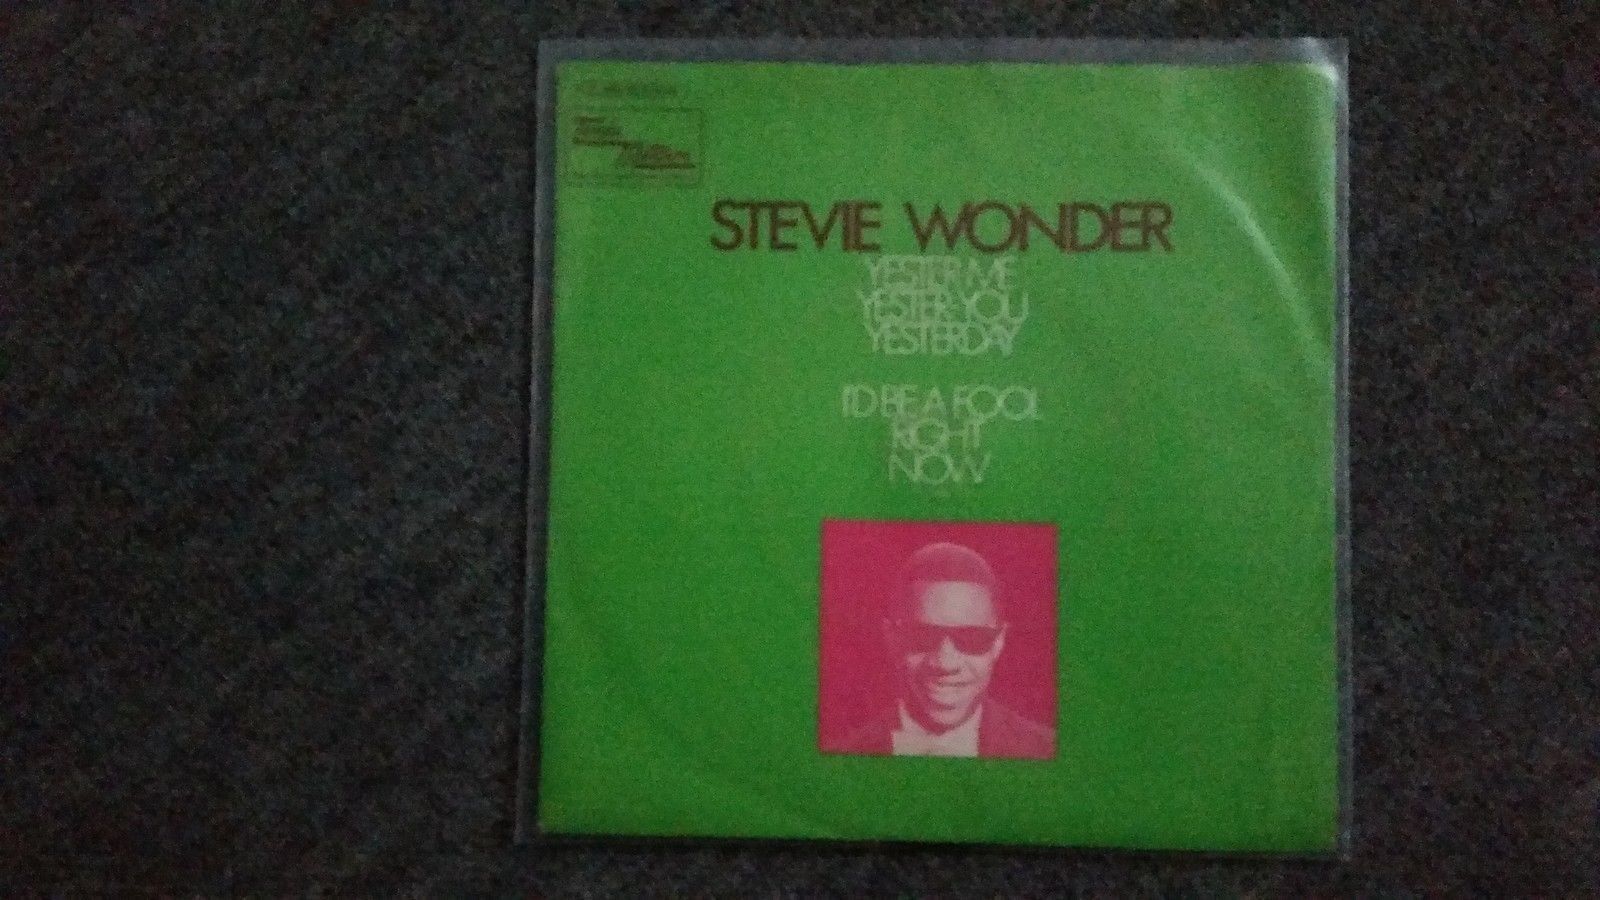 STEVIE WONDER
YESTER-ME
YESTER-YOU
YESTERDAY
I'D BE A FOOL
RIGHT
NOW